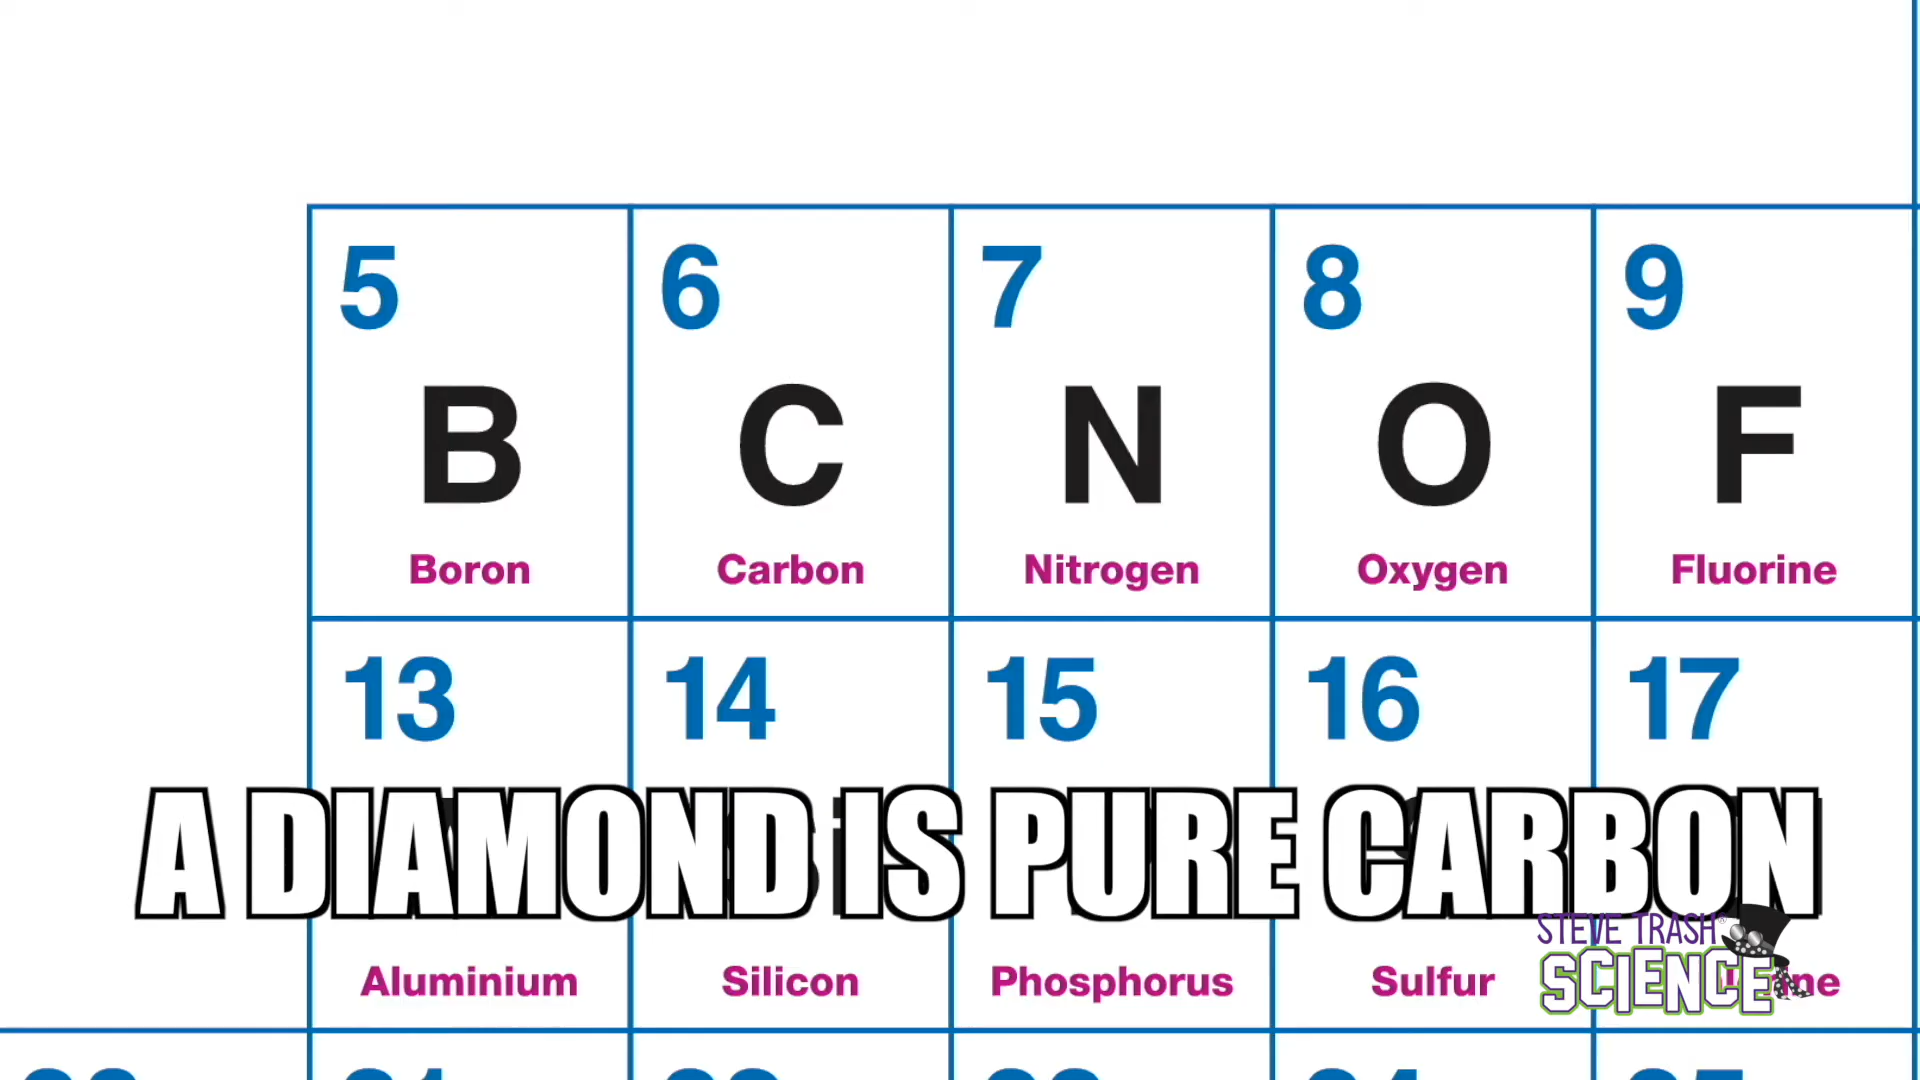 5 6 7 8 9
B C N O F
Boron Carbon Nitrogen Oxygen Fluorine
13 14 15 16 17
A DIAMOND IS PURE CARBON
STEVE TRASH®
SCIENCE
Aluminium Silicon Phosphorus Sulfur